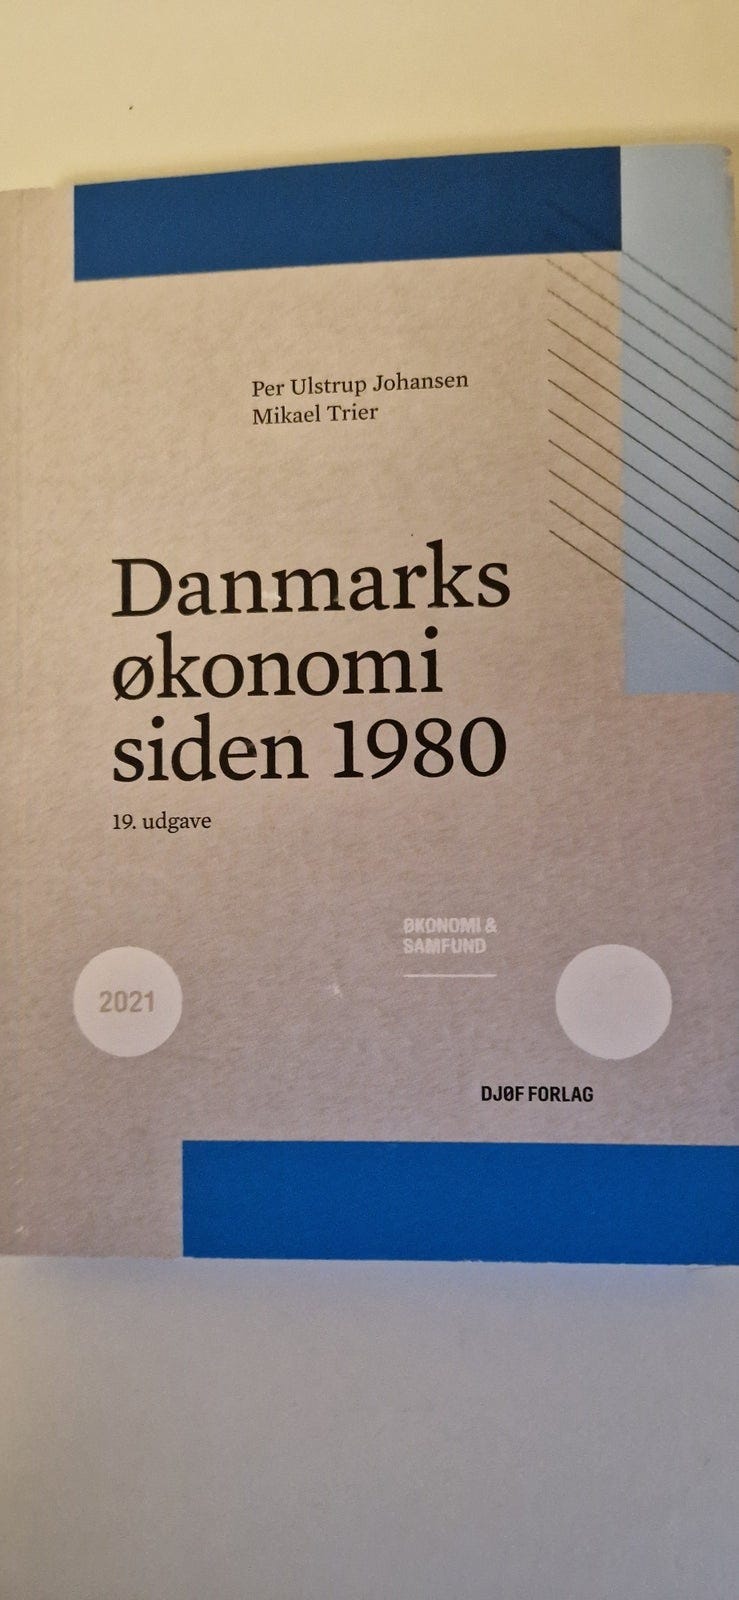 Per Ulstrup Johansen
Mikael Trier
Danmarks
økonomi
siden 1980
19. udgave
ØKONOMI &
SAMFUND
2021
DJØF FORLAG